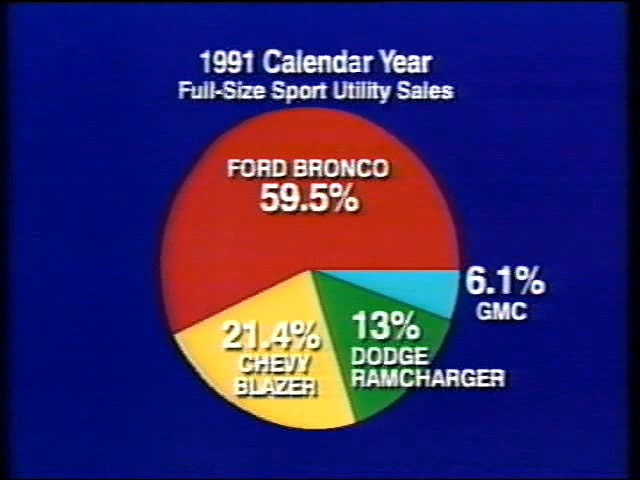 1991 Calendar Year
Full-Size Sport Utility Sales
FORD BRONCO
59.5%
6.1%
GMC
21.4%
CHEVY
BLAZER
13%
DODGE
RAMCHARGER